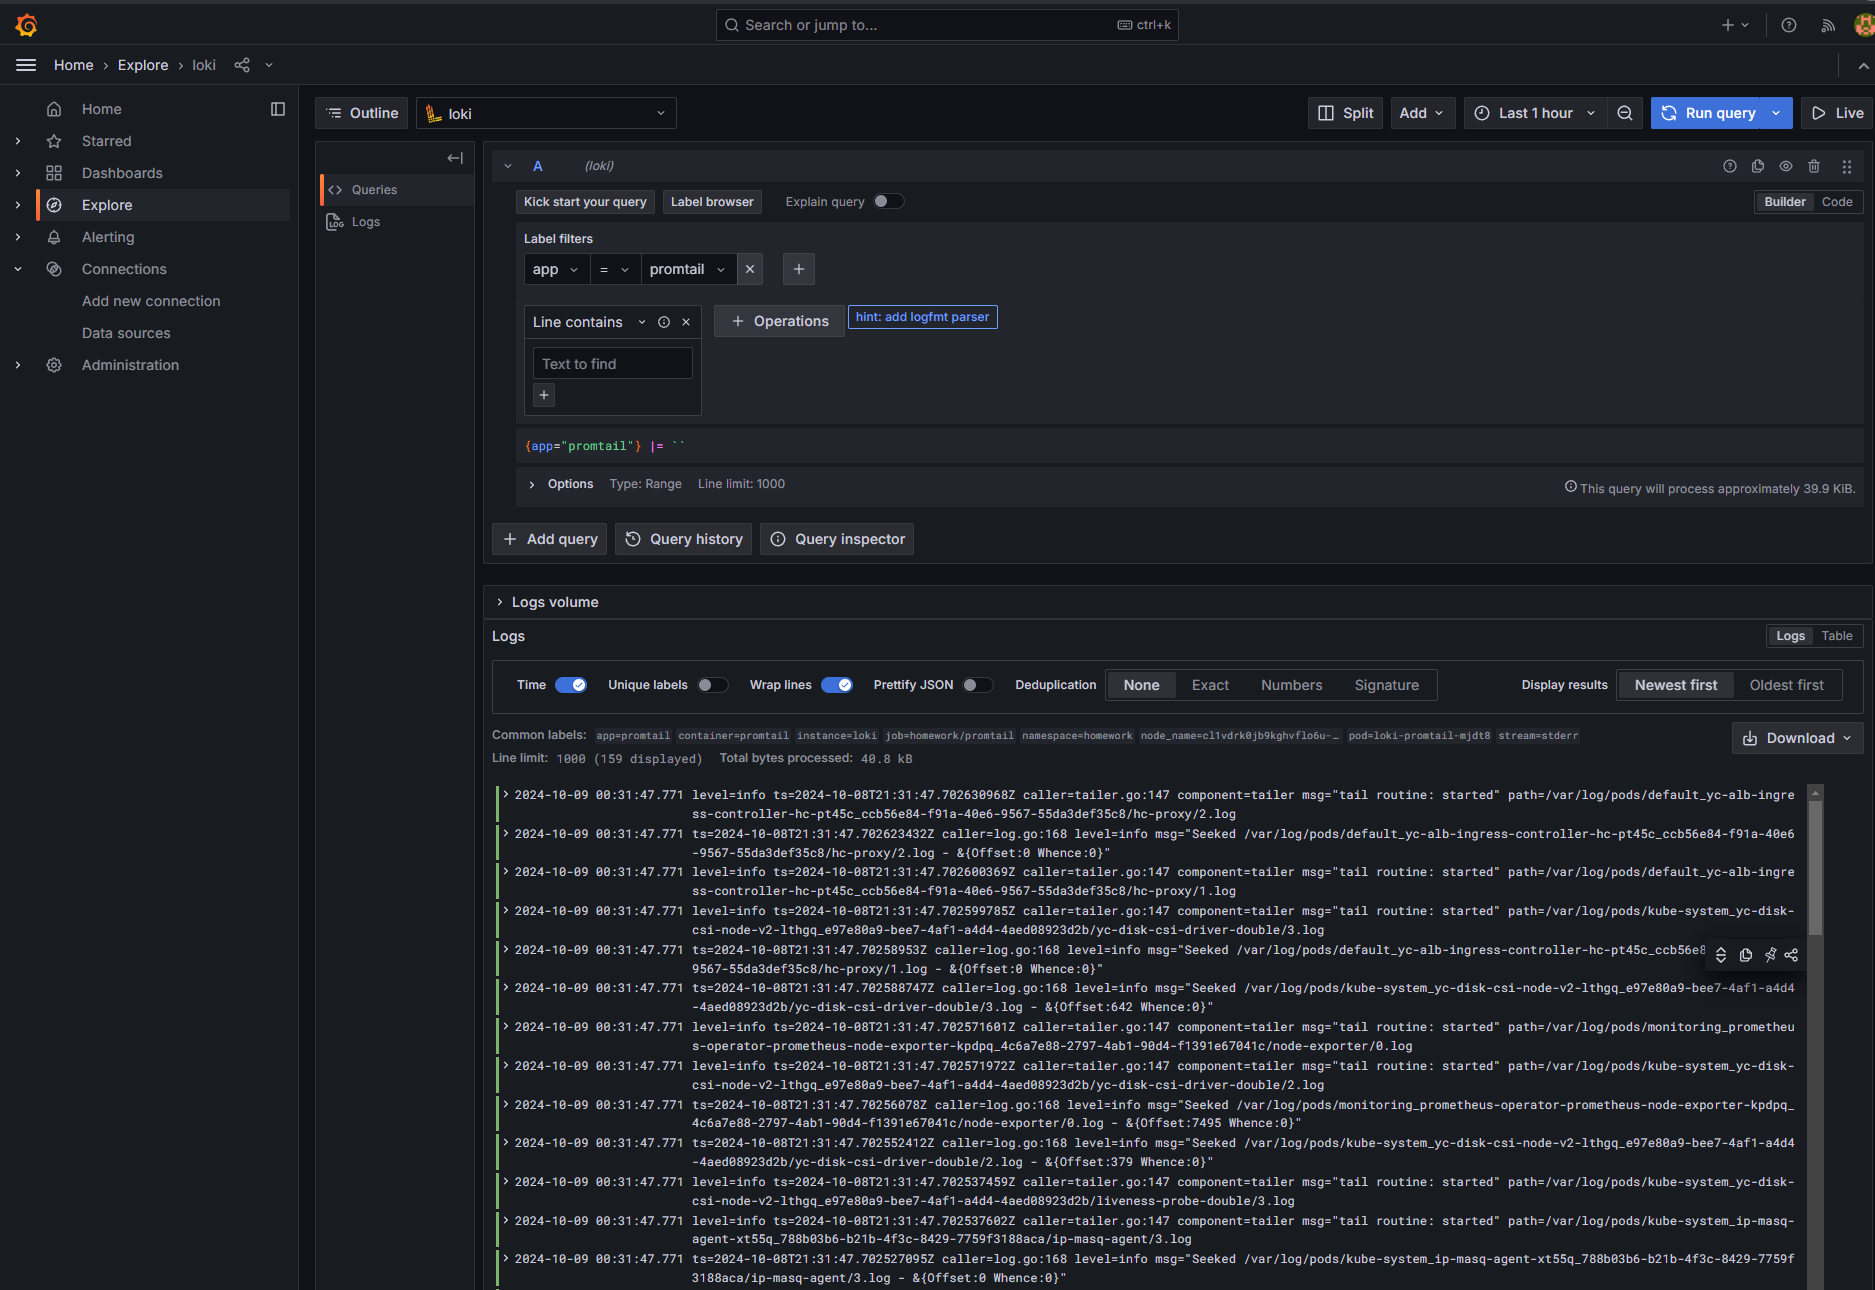 Search or jump to...
ctrl+k
Home › Explore › loki
Home
Starred
Dashboards
Explore
Alerting
Connections
Add new connection
Data sources
Administration
Outline
loki
Split
Add
Last 1 hour
Run query
Live
Queries
Logs
A (loki)
Kick start your query
Label browser
Explain query
Builder
Code
Label filters
app = promtail
Line contains
Operations
hint: add logfmt parser
Text to find
{app="promtail"} |= ``
Options Type: Range Line limit: 1000
This query will process approximately 39.9 KiB.
Add query
Query history
Query inspector
Logs volume
Logs
Logs
Table
Time
Unique labels
Wrap lines
Prettify JSON
Deduplication
None
Exact
Numbers
Signature
Display results
Newest first
Oldest first
Common labels: app=promtail container=promtail instance=loki job=homework/promtail namespace=homework node_name=cl1vdrk0jb9kghvflo6u-… pod=loki-promtail-mjdt8 stream=stderr
Download
Line limit: 1000 (159 displayed) Total bytes processed: 40.8 kB
2024-10-09 00:31:47.771 level=info ts=2024-10-08T21:31:47.702630968Z caller=tailer.go:147 component=tailer msg="tail routine: started" path=/var/log/pods/default_yc-alb-ingre
ss-controller-hc-pt45c_ccb56e84-f91a-40e6-9567-55da3def35c8/hc-proxy/2.log
2024-10-09 00:31:47.771 ts=2024-10-08T21:31:47.702623432Z caller=log.go:168 level=info msg="Seeked /var/log/pods/default_yc-alb-ingress-controller-hc-pt45c_ccb56e84-f91a-40e6
-9567-55da3def35c8/hc-proxy/2.log - &{Offset:0 Whence:0}"
2024-10-09 00:31:47.771 level=info ts=2024-10-08T21:31:47.702600369Z caller=tailer.go:147 component=tailer msg="tail routine: started" path=/var/log/pods/default_yc-alb-ingre
ss-controller-hc-pt45c_ccb56e84-f91a-40e6-9567-55da3def35c8/hc-proxy/1.log
2024-10-09 00:31:47.771 level=info ts=2024-10-08T21:31:47.702599785Z caller=tailer.go:147 component=tailer msg="tail routine: started" path=/var/log/pods/kube-system_yc-disk-
csi-node-v2-lthgq_e97e80a9-bee7-4af1-a4d4-4aed08923d2b/yc-disk-csi-driver-double/3.log
2024-10-09 00:31:47.771 ts=2024-10-08T21:31:47.70258953Z caller=log.go:168 level=info msg="Seeked /var/log/pods/default_yc-alb-ingress-controller-hc-pt45c_ccb56e8
9567-55da3def35c8/hc-proxy/1.log - &{Offset:0 Whence:0}"
2024-10-09 00:31:47.771 ts=2024-10-08T21:31:47.702588747Z caller=log.go:168 level=info msg="Seeked /var/log/pods/kube-system_yc-disk-csi-node-v2-lthgq_e97e80a9-bee7-4af1-a4d4
-4aed08923d2b/yc-disk-csi-driver-double/3.log - &{Offset:642 Whence:0}"
2024-10-09 00:31:47.771 level=info ts=2024-10-08T21:31:47.702571601Z caller=tailer.go:147 component=tailer msg="tail routine: started" path=/var/log/pods/monitoring_prometheu
s-operator-prometheus-node-exporter-kpdpq_4c6a7e88-2797-4ab1-90d4-f1391e67041c/node-exporter/0.log
2024-10-09 00:31:47.771 level=info ts=2024-10-08T21:31:47.702571972Z caller=tailer.go:147 component=tailer msg="tail routine: started" path=/var/log/pods/kube-system_yc-disk-
csi-node-v2-lthgq_e97e80a9-bee7-4af1-a4d4-4aed08923d2b/yc-disk-csi-driver-double/2.log
2024-10-09 00:31:47.771 ts=2024-10-08T21:31:47.70256078Z caller=log.go:168 level=info msg="Seeked /var/log/pods/monitoring_prometheus-operator-prometheus-node-exporter-kpdpq_
4c6a7e88-2797-4ab1-90d4-f1391e67041c/node-exporter/0.log - &{Offset:7495 Whence:0}"
2024-10-09 00:31:47.771 ts=2024-10-08T21:31:47.702552412Z caller=log.go:168 level=info msg="Seeked /var/log/pods/kube-system_yc-disk-csi-node-v2-lthgq_e97e80a9-bee7-4af1-a4d4
-4aed08923d2b/yc-disk-csi-driver-double/2.log - &{Offset:379 Whence:0}"
2024-10-09 00:31:47.771 level=info ts=2024-10-08T21:31:47.702537459Z caller=tailer.go:147 component=tailer msg="tail routine: started" path=/var/log/pods/kube-system_yc-disk-
csi-node-v2-lthgq_e97e80a9-bee7-4af1-a4d4-4aed08923d2b/liveness-probe-double/3.log
2024-10-09 00:31:47.771 level=info ts=2024-10-08T21:31:47.702537602Z caller=tailer.go:147 component=tailer msg="tail routine: started" path=/var/log/pods/kube-system_ip-masq-
agent-xt55q_788b03b6-b21b-4f3c-8429-7759f3188aca/ip-masq-agent/3.log
2024-10-09 00:31:47.771 ts=2024-10-08T21:31:47.702527095Z caller=log.go:168 level=info msg="Seeked /var/log/pods/kube-system_ip-masq-agent-xt55q_788b03b6-b21b-4f3c-8429-7759f
3188aca/ip-masq-agent/3.log - &{Offset:0 Whence:0}"